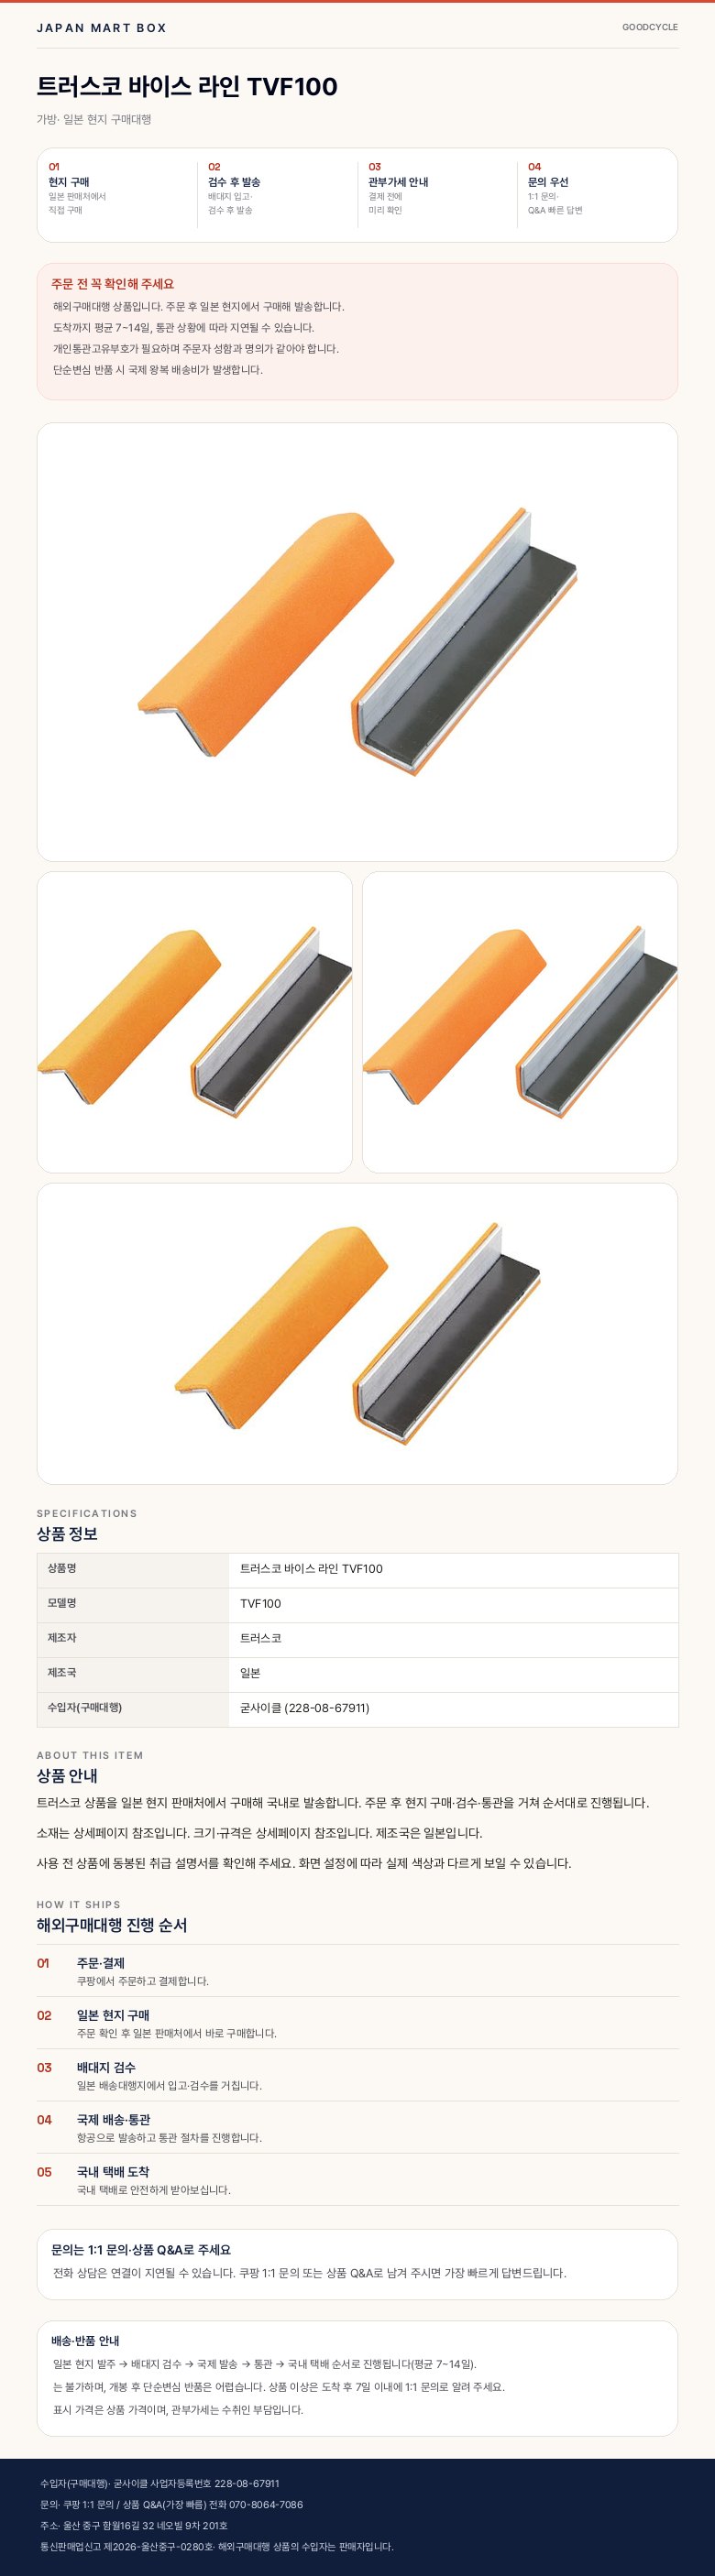 JAPAN MART BOX
GOODCYCLE
트러스코 바이스 라인 TVF100
가방· 일본 현지 구매대행
01
현지 구매
일본 판매처에서
직접 구매
02
검수 후 발송
배대지 입고·
검수 후 발송
03
관부가세 안내
결제 전에
미리 확인
04
문의 우선
1:1 문의·
Q&A 빠른 답변
주문 전 꼭 확인해 주세요
해외구매대행 상품입니다. 주문 후 일본 현지에서 구매해 발송합니다.
도착까지 평균 7~14일, 통관 상황에 따라 지연될 수 있습니다.
개인통관고유부호가 필요하며 주문자 성함과 명의가 같아야 합니다.
단순변심 반품 시 국제 왕복 배송비가 발생합니다.
SPECIFICATIONS
상품 정보
상품명 트러스코 바이스 라인 TVF100
모델명 TVF100
제조자 트러스코
제조국 일본
수입자(구매대행) 굳사이클 (228-08-67911)
ABOUT THIS ITEM
상품 안내
트러스코 상품을 일본 현지 판매처에서 구매해 국내로 발송합니다. 주문 후 현지 구매·검수·통관을 거쳐 순서대로 진행됩니다.
소재는 상세페이지 참조입니다. 크기·규격은 상세페이지 참조입니다. 제조국은 일본입니다.
사용 전 상품에 동봉된 취급 설명서를 확인해 주세요. 화면 설정에 따라 실제 색상과 다르게 보일 수 있습니다.
HOW IT SHIPS
해외구매대행 진행 순서
01 주문·결제
쿠팡에서 주문하고 결제합니다.
02 일본 현지 구매
주문 확인 후 일본 판매처에서 바로 구매합니다.
03 배대지 검수
일본 배송대행지에서 입고·검수를 거칩니다.
04 국제 배송·통관
항공으로 발송하고 통관 절차를 진행합니다.
05 국내 택배 도착
국내 택배로 안전하게 받아보십니다.
문의는 1:1 문의·상품 Q&A로 주세요
전화 상담은 연결이 지연될 수 있습니다. 쿠팡 1:1 문의 또는 상품 Q&A로 남겨 주시면 가장 빠르게 답변드립니다.
배송·반품 안내
일본 현지 발주 → 배대지 검수 → 국제 발송 → 통관 → 국내 택배 순서로 진행됩니다(평균 7~14일).
는 불가하며, 개봉 후 단순변심 반품은 어렵습니다. 상품 이상은 도착 후 7일 이내에 1:1 문의로 알려 주세요.
표시 가격은 상품 가격이며, 관부가세는 수취인 부담입니다.
수입자(구매대행)· 굳사이클 사업자등록번호 228-08-67911
문의· 쿠팡 1:1 문의 / 상품 Q&A(가장 빠름) 전화 070-8064-7086
주소· 울산 중구 함월16길 32 네오빌 9차 201호
통신판매업신고 제2026-울산중구-0280호· 해외구매대행 상품의 수입자는 판매자입니다.